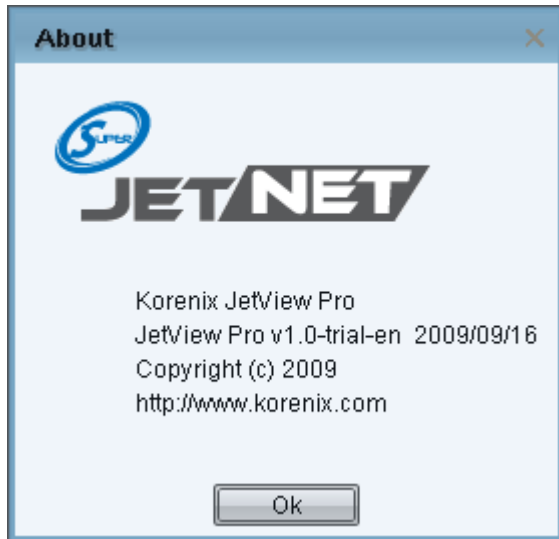 About
SUPER
JETNET
Korenix JetView Pro
JetView Pro v1.0-trial-en 2009/09/16
Copyright (c) 2009
http://www.korenix.com
Ok